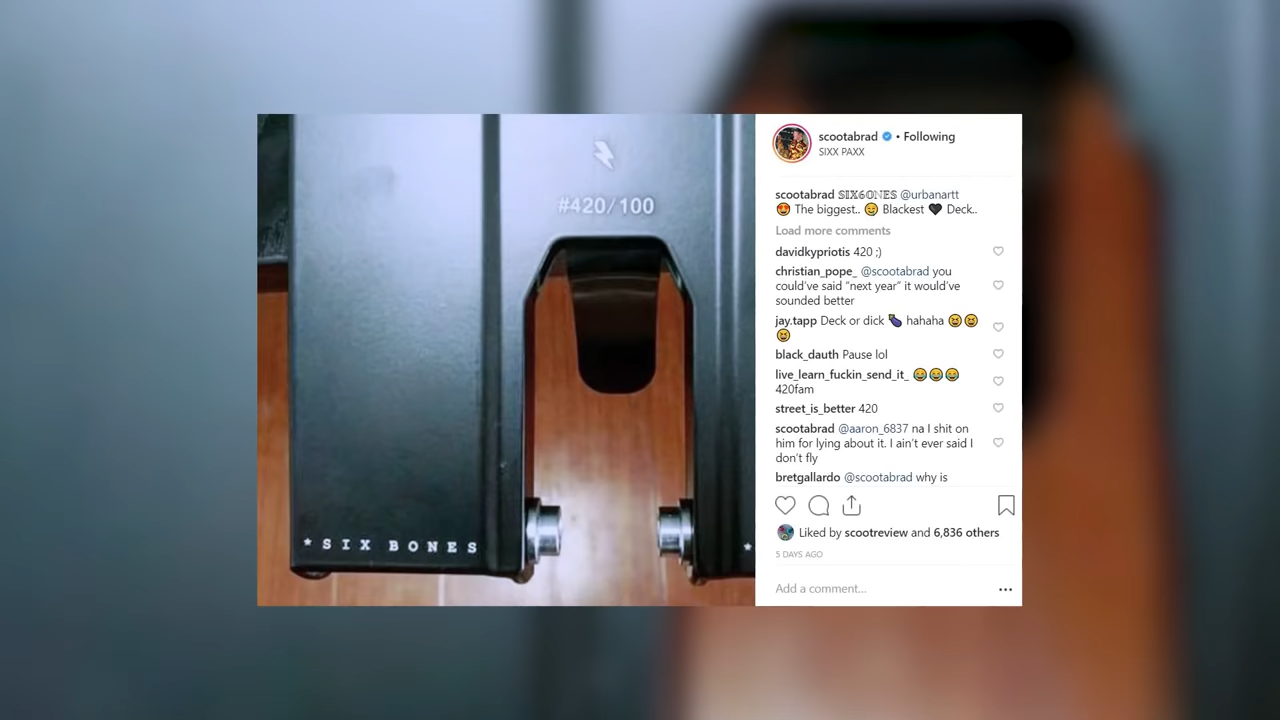 #420/100
* SIX BONES
*
scootabrad • Following
SIXX PAXX
scootabrad 𝕊𝕀𝕏𝟞𝕆ℕ𝔼𝕊 @urbanartt
😍 The biggest.. 😉 Blackest 🖤 Deck..
Load more comments
davidkypriotis 420 ;)
christian_pope_ @scootabrad you
could've said “next year” it would've
sounded better
jay.tapp Deck or dick 🍆 hahaha 😆😆
😆
black_dauth Pause lol
live_learn_fuckin_send_it_ 😂😂😂
420fam
street_is_better 420
scootabrad @aaron_6837 na I shit on
him for lying about it. I ain't ever said I
don't fly
bretgallardo @scootabrad why is
Liked by scootreview and 6,836 others
5 DAYS AGO
Add a comment...